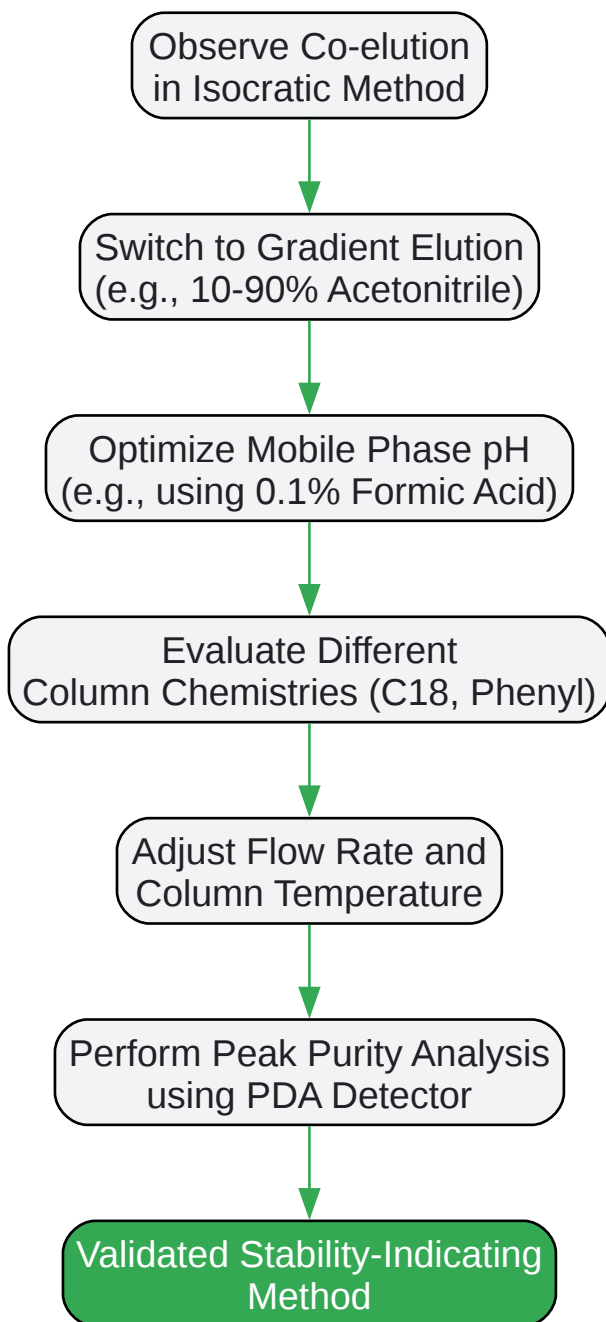 Observe Co-elution
in Isocratic Method
Switch to Gradient Elution
(e.g., 10-90% Acetonitrile)
Optimize Mobile Phase pH
(e.g., using 0.1% Formic Acid)
Evaluate Different
Column Chemistries (C18, Phenyl)
Adjust Flow Rate and
Column Temperature
Perform Peak Purity Analysis
using PDA Detector
Validated Stability-Indicating
Method